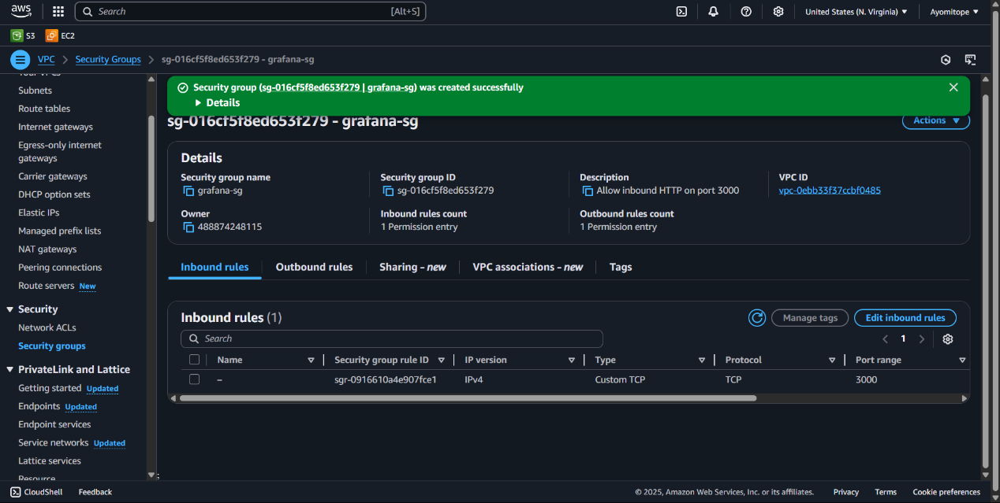 aws
Search [Alt+S]
United States (N. Virginia) ▼
Ayomitope ▼
S3
EC2
VPC > Security Groups > sg-016cf5f8ed653f279 - grafana-sg
Your VPCs
Subnets
Route tables
Internet gateways
Egress-only internet
gateways
Carrier gateways
DHCP option sets
Elastic IPs
Managed prefix lists
NAT gateways
Peering connections
Route servers New
▼ Security
Network ACLs
Security groups
▼ PrivateLink and Lattice
Getting started Updated
Endpoints Updated
Endpoint services
Service networks Updated
Lattice services
Resource
Security group (sg-016cf5f8ed653f279 | grafana-sg) was created successfully
▶ Details
sg-016cf5f8ed653f279 - grafana-sg
Actions ▼
Details
Security group name
grafana-sg
Security group ID
sg-016cf5f8ed653f279
Description
Allow inbound HTTP on port 3000
VPC ID
vpc-0ebb33f37ccbf0485
Owner
488874248115
Inbound rules count
1 Permission entry
Outbound rules count
1 Permission entry
Inbound rules
Outbound rules
Sharing - new
VPC associations - new
Tags
Inbound rules (1)
Manage tags
Edit inbound rules
Search
1
Name Security group rule ID IP version Type Protocol Port range
– sgr-0916610a4e907fce1 IPv4 Custom TCP TCP 3000
CloudShell Feedback
© 2025, Amazon Web Services, Inc. or its affiliates. Privacy Terms Cookie preferences